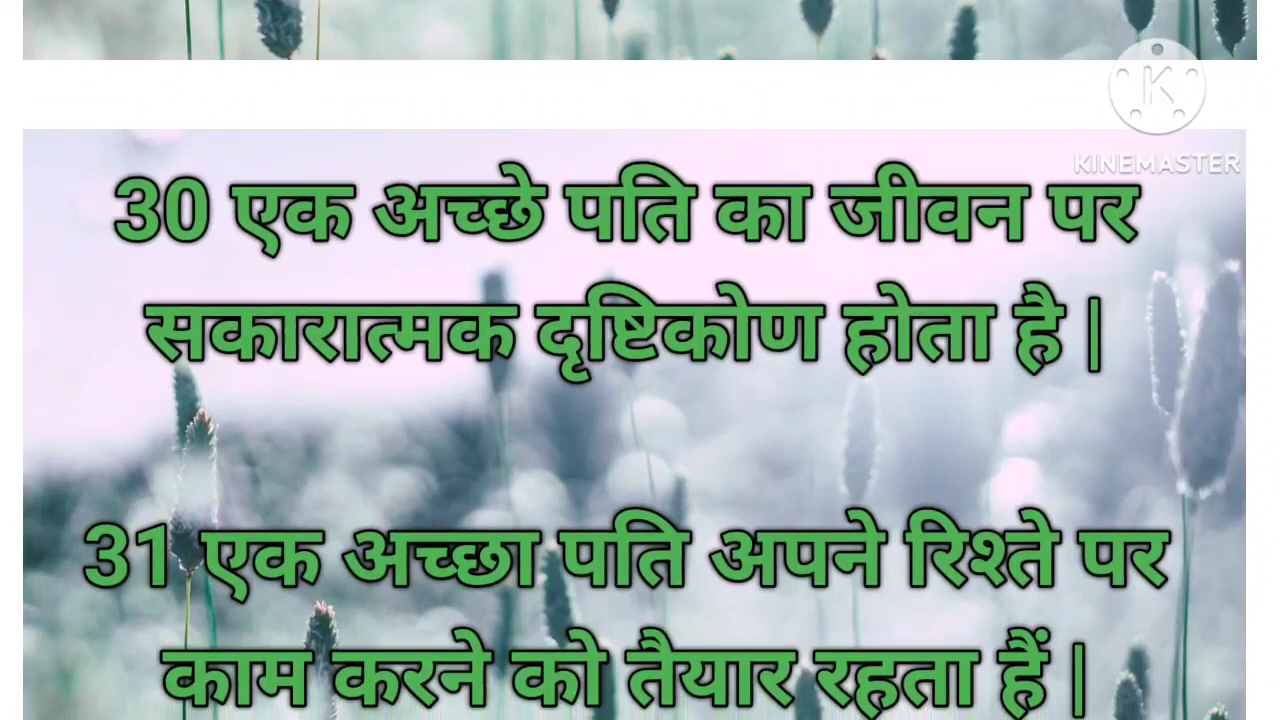 KINEMASTER
30 एक अच्छे पति का जीवन पर
सकारात्मक दृष्टिकोण होता है |
31 एक अच्छा पति अपने रिश्ते पर
काम करने को तैयार रहता हैं |